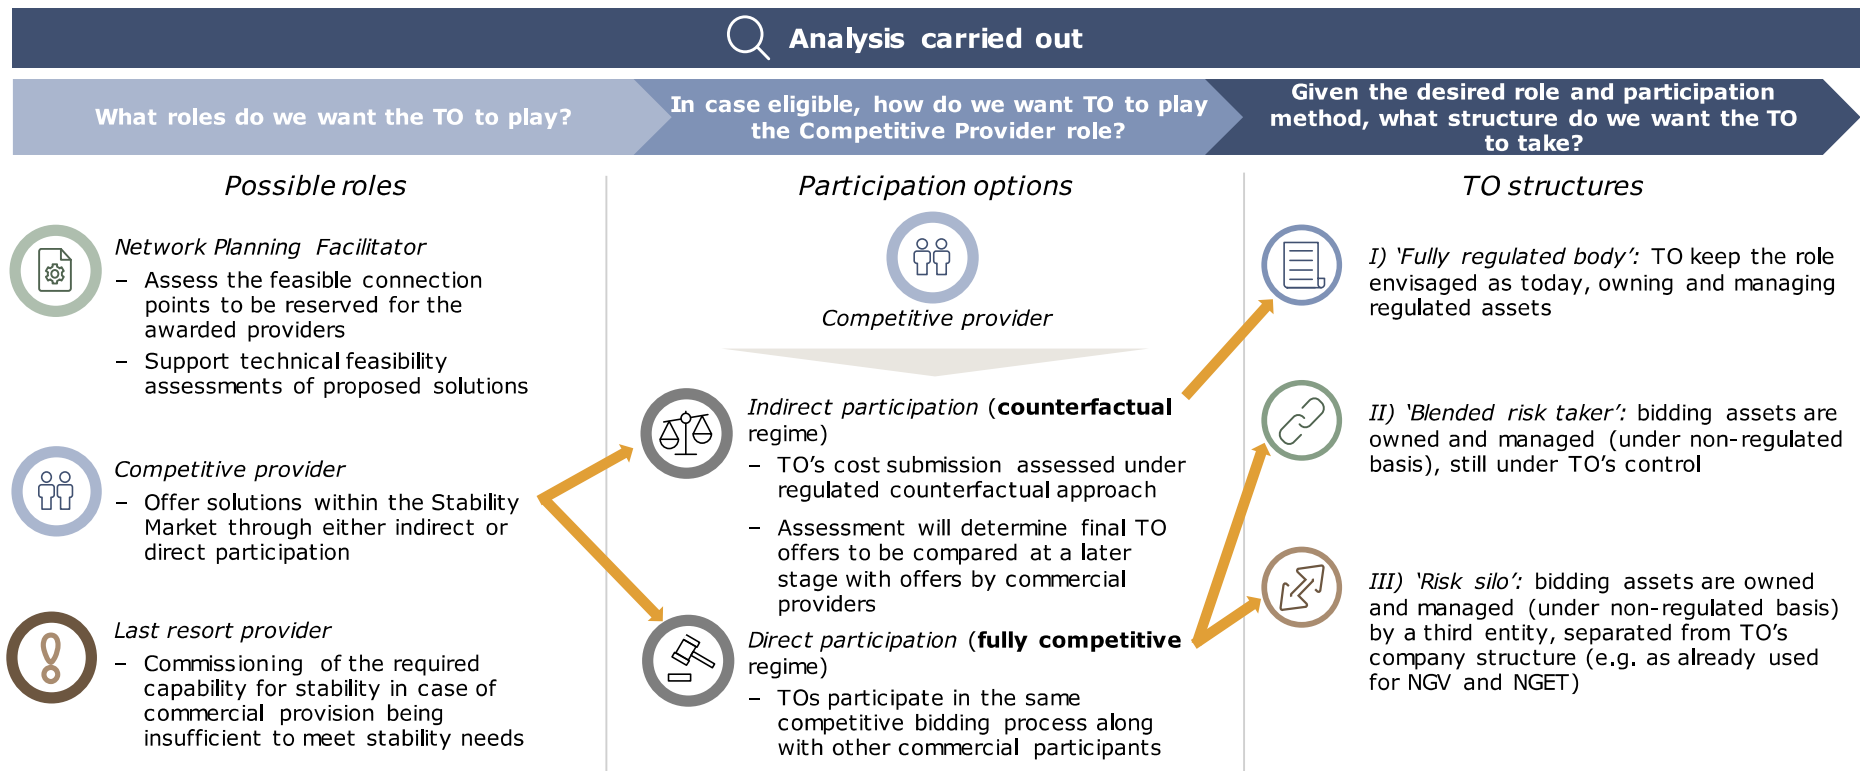 Analysis carried out
What roles do we want the TO to play?
In case eligible, how do we want TO to play
the Competitive Provider role?
Given the desired role and participation
method, what structure do we want the TO
to take?
Possible roles
Network Planning Facilitator
– Assess the feasible connection
points to be reserved for the
awarded providers
– Support technical feasibility
assessments of proposed solutions
Competitive provider
– Offer solutions within the Stability
Market through either indirect or
direct participation
Last resort provider
– Commissioning of the required
capability for stability in case of
commercial provision being
insufficient to meet stability needs
Participation options
Competitive provider
Indirect participation (counterfactual
regime)
– TO’s cost submission assessed under
regulated counterfactual approach
– Assessment will determine final TO
offers to be compared at a later
stage with offers by commercial
providers
Direct participation (fully competitive
regime)
– TOs participate in the same
competitive bidding process along
with other commercial participants
TO structures
I) ‘Fully regulated body’: TO keep the role
envisaged as today, owning and managing
regulated assets
II) ‘Blended risk taker’: bidding assets are
owned and managed (under non-regulated
basis), still under TO’s control
III) ‘Risk silo’: bidding assets are owned
and managed (under non-regulated basis)
by a third entity, separated from TO’s
company structure (e.g. as already used
for NGV and NGET)